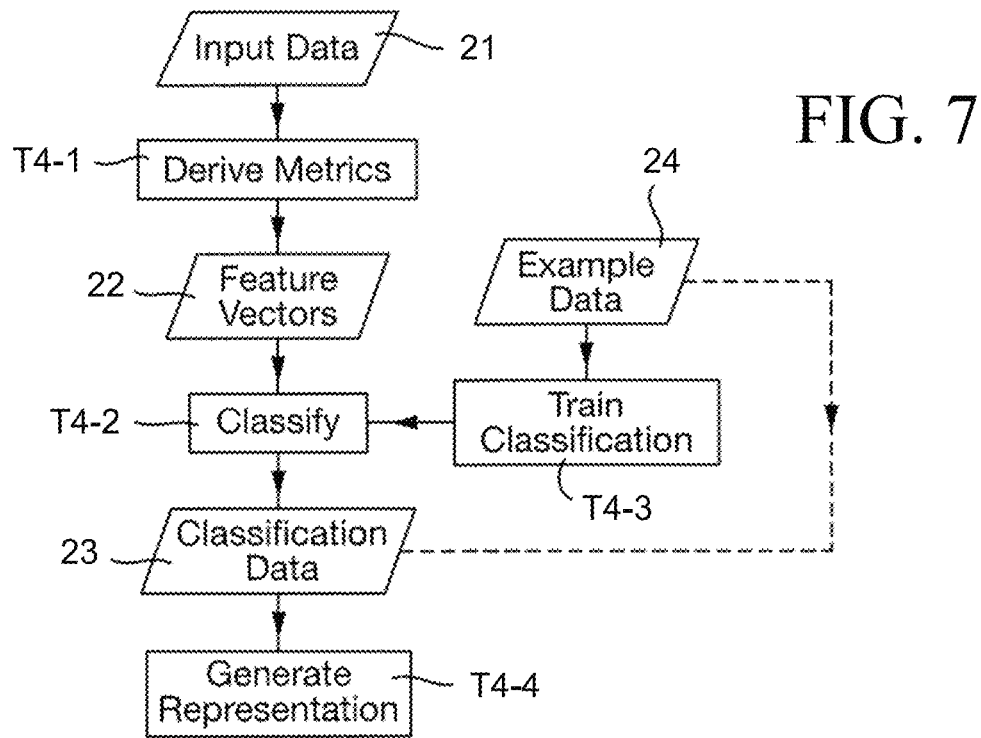 Input Data
21
FIG. 7
T4-1
Derive Metrics
24
22
Feature
Vectors
Example
Data
T4-2
Classify
Train
Classification
T4-3
23
Classification
Data
Generate
Representation
T4-4